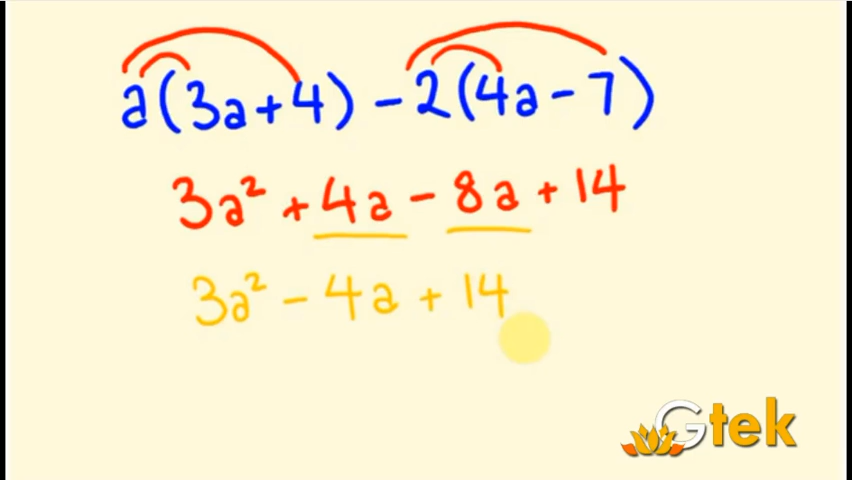 a(3a+4) - 2(4a - 7)
3a² + 4a - 8a + 14
3a² - 4a + 14
Gtek